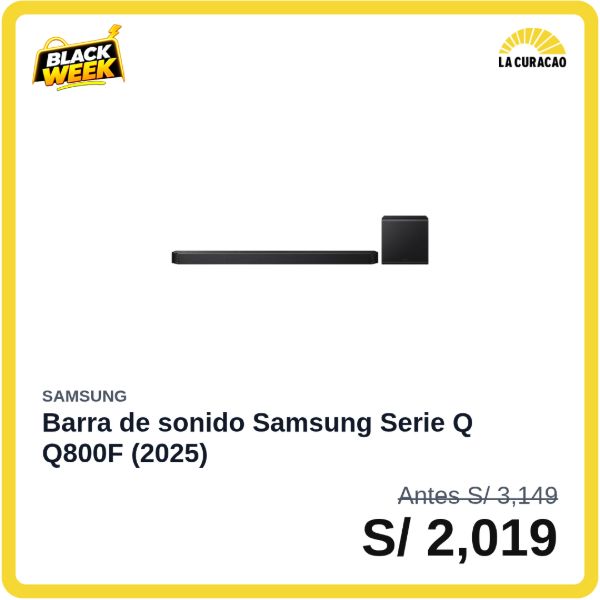 BLACK
WEEK
LA CURACAO
SAMSUNG
Barra de sonido Samsung Serie Q
Q800F (2025)
Antes S/ 3,149
S/ 2,019